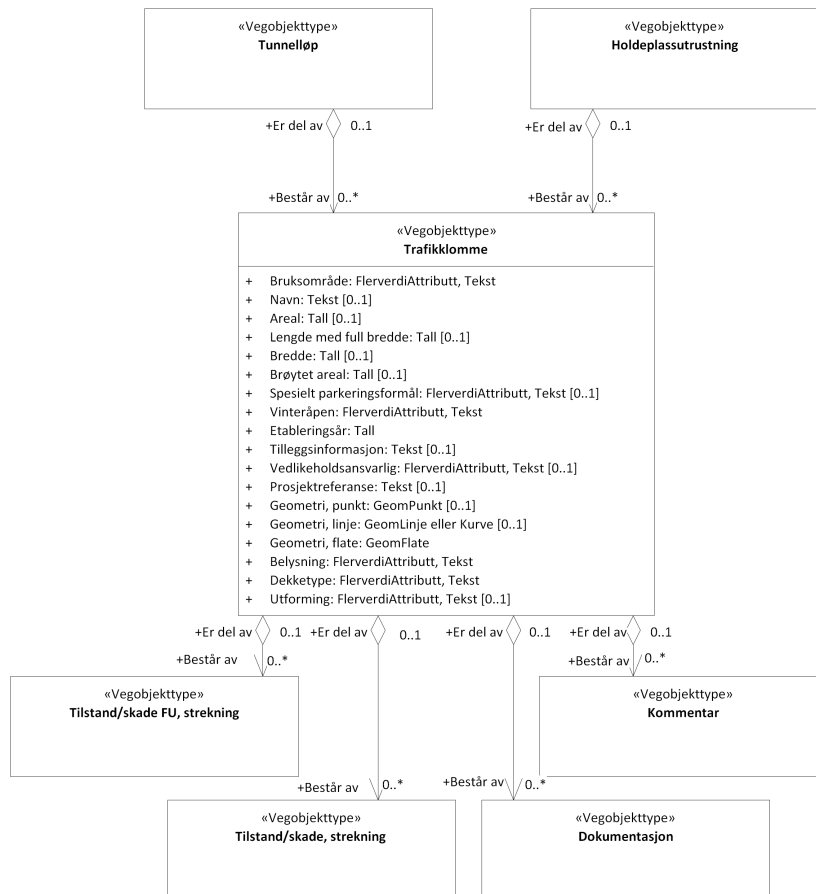 «Vegobjekttype»
Tunnelløp
«Vegobjekttype»
Holdeplassutrustning
+Er del av 0..1
+Er del av 0..1
+Består av 0..*
+Består av 0..*
«Vegobjekttype»
Trafikklomme
+ Bruksområde: FlerverdiAttributt, Tekst
+ Navn: Tekst [0..1]
+ Areal: Tall [0..1]
+ Lengde med full bredde: Tall [0..1]
+ Bredde: Tall [0..1]
+ Brøytet areal: Tall [0..1]
+ Spesielt parkeringsformål: FlerverdiAttributt, Tekst [0..1]
+ Vinteråpen: FlerverdiAttributt, Tekst
+ Etableringsår: Tall
+ Tilleggsinformasjon: Tekst [0..1]
+ Vedlikeholdsansvarlig: FlerverdiAttributt, Tekst [0..1]
+ Prosjektreferanse: Tekst [0..1]
+ Geometri, punkt: GeomPunkt [0..1]
+ Geometri, linje: GeomLinje eller Kurve [0..1]
+ Geometri, flate: GeomFlate
+ Belysning: FlerverdiAttributt, Tekst
+ Dekketype: FlerverdiAttributt, Tekst
+ Utforming: FlerverdiAttributt, Tekst [0..1]
+Er del av 0..1 +Er del av 0..1 +Er del av 0..1 +Er del av 0..1
+Består av 0..*
+Består av 0..*
«Vegobjekttype»
Tilstand/skade FU, strekning
«Vegobjekttype»
Kommentar
+Består av 0..*
+Består av 0..*
«Vegobjekttype»
Tilstand/skade, strekning
«Vegobjekttype»
Dokumentasjon